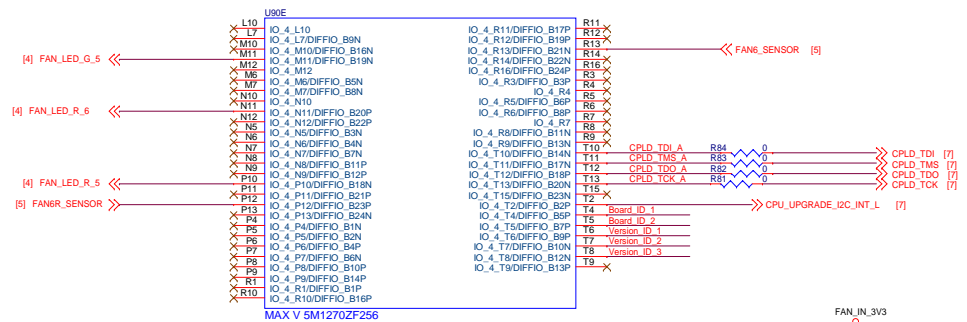 U90E
L10 IO_4_L10
L7 IO_4_L7/DIFFIO_B9N
M10 IO_4_M10/DIFFIO_B16N
[4] FAN_LED_G_5 M11 IO_4_M11/DIFFIO_B19N
M12 IO_4_M12
M6 IO_4_M6/DIFFIO_B5N
M7 IO_4_M7/DIFFIO_B8N
N10 IO_4_N10
[4] FAN_LED_R_6 N11 IO_4_N11/DIFFIO_B20P
N12 IO_4_N12/DIFFIO_B22P
N5 IO_4_N5/DIFFIO_B3N
N6 IO_4_N6/DIFFIO_B4N
N7 IO_4_N7/DIFFIO_B7N
N8 IO_4_N8/DIFFIO_B11P
N9 IO_4_N9/DIFFIO_B12P
[4] FAN_LED_R_5 P10 IO_4_P10/DIFFIO_B18N
P11 IO_4_P11/DIFFIO_B21P
[5] FAN6R_SENSOR P12 IO_4_P12/DIFFIO_B23P
P13 IO_4_P13/DIFFIO_B24N
P4 IO_4_P4/DIFFIO_B1N
P5 IO_4_P5/DIFFIO_B2N
P6 IO_4_P6/DIFFIO_B4P
P7 IO_4_P7/DIFFIO_B6N
P8 IO_4_P8/DIFFIO_B10P
P9 IO_4_P9/DIFFIO_B14P
R1 IO_4_R1/DIFFIO_B1P
R10 IO_4_R10/DIFFIO_B16P
IO_4_R11/DIFFIO_B17P R11
IO_4_R12/DIFFIO_B19P R12
IO_4_R13/DIFFIO_B21N R13 FAN6_SENSOR [5]
IO_4_R14/DIFFIO_B22N R14
IO_4_R16/DIFFIO_B24P R16
IO_4_R3/DIFFIO_B3P R3
IO_4_R4 R4
IO_4_R5/DIFFIO_B6P R5
IO_4_R6/DIFFIO_B8P R6
IO_4_R7 R7
IO_4_R8/DIFFIO_B11N R8
IO_4_R9/DIFFIO_B13N R9
IO_4_T10/DIFFIO_B14N T10 CPLD_TDI_A R84 0 CPLD_TDI [7]
IO_4_T11/DIFFIO_B17N T11 CPLD_TMS_A R83 0 CPLD_TMS [7]
IO_4_T12/DIFFIO_B18P T12 CPLD_TDO_A R82 0 CPLD_TDO [7]
IO_4_T13/DIFFIO_B20N T13 CPLD_TCK_A R81 0 CPLD_TCK [7]
IO_4_T15/DIFFIO_B23N T15
IO_4_T2/DIFFIO_B2P T2 CPU_UPGRADE_I2C_INT_L [7]
IO_4_T4/DIFFIO_B5P T4 Board_ID_1
IO_4_T5/DIFFIO_B7P T5 Board_ID_2
IO_4_T6/DIFFIO_B9P T6 Version_ID_1
IO_4_T7/DIFFIO_B10N T7 Version_ID_2
IO_4_T8/DIFFIO_B12N T8 Version_ID_3
IO_4_T9/DIFFIO_B13P T9
MAX V 5M1270ZF256
FAN_IN_3V3